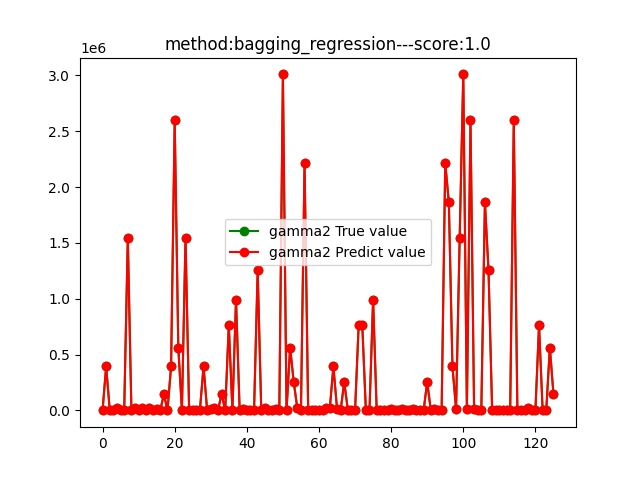 method:bagging_regression---score:1.0
1e6
3.0
2.5
2.0
1.5
1.0
0.5
0.0
gamma2 True value
gamma2 Predict value
0 20 40 60 80 100 120